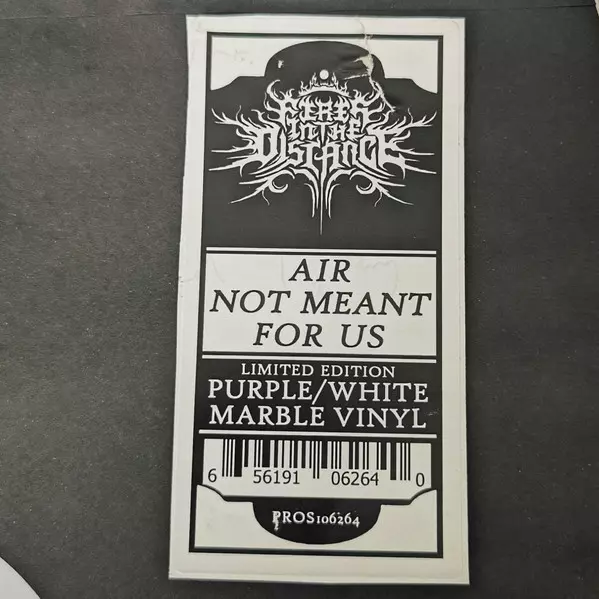 FIRES
IN THE
DISTANCE
AIR
NOT MEANT
FOR US
LIMITED EDITION
PURPLE/WHITE
MARBLE VINYL
6 56191 06264 0
PROS106264